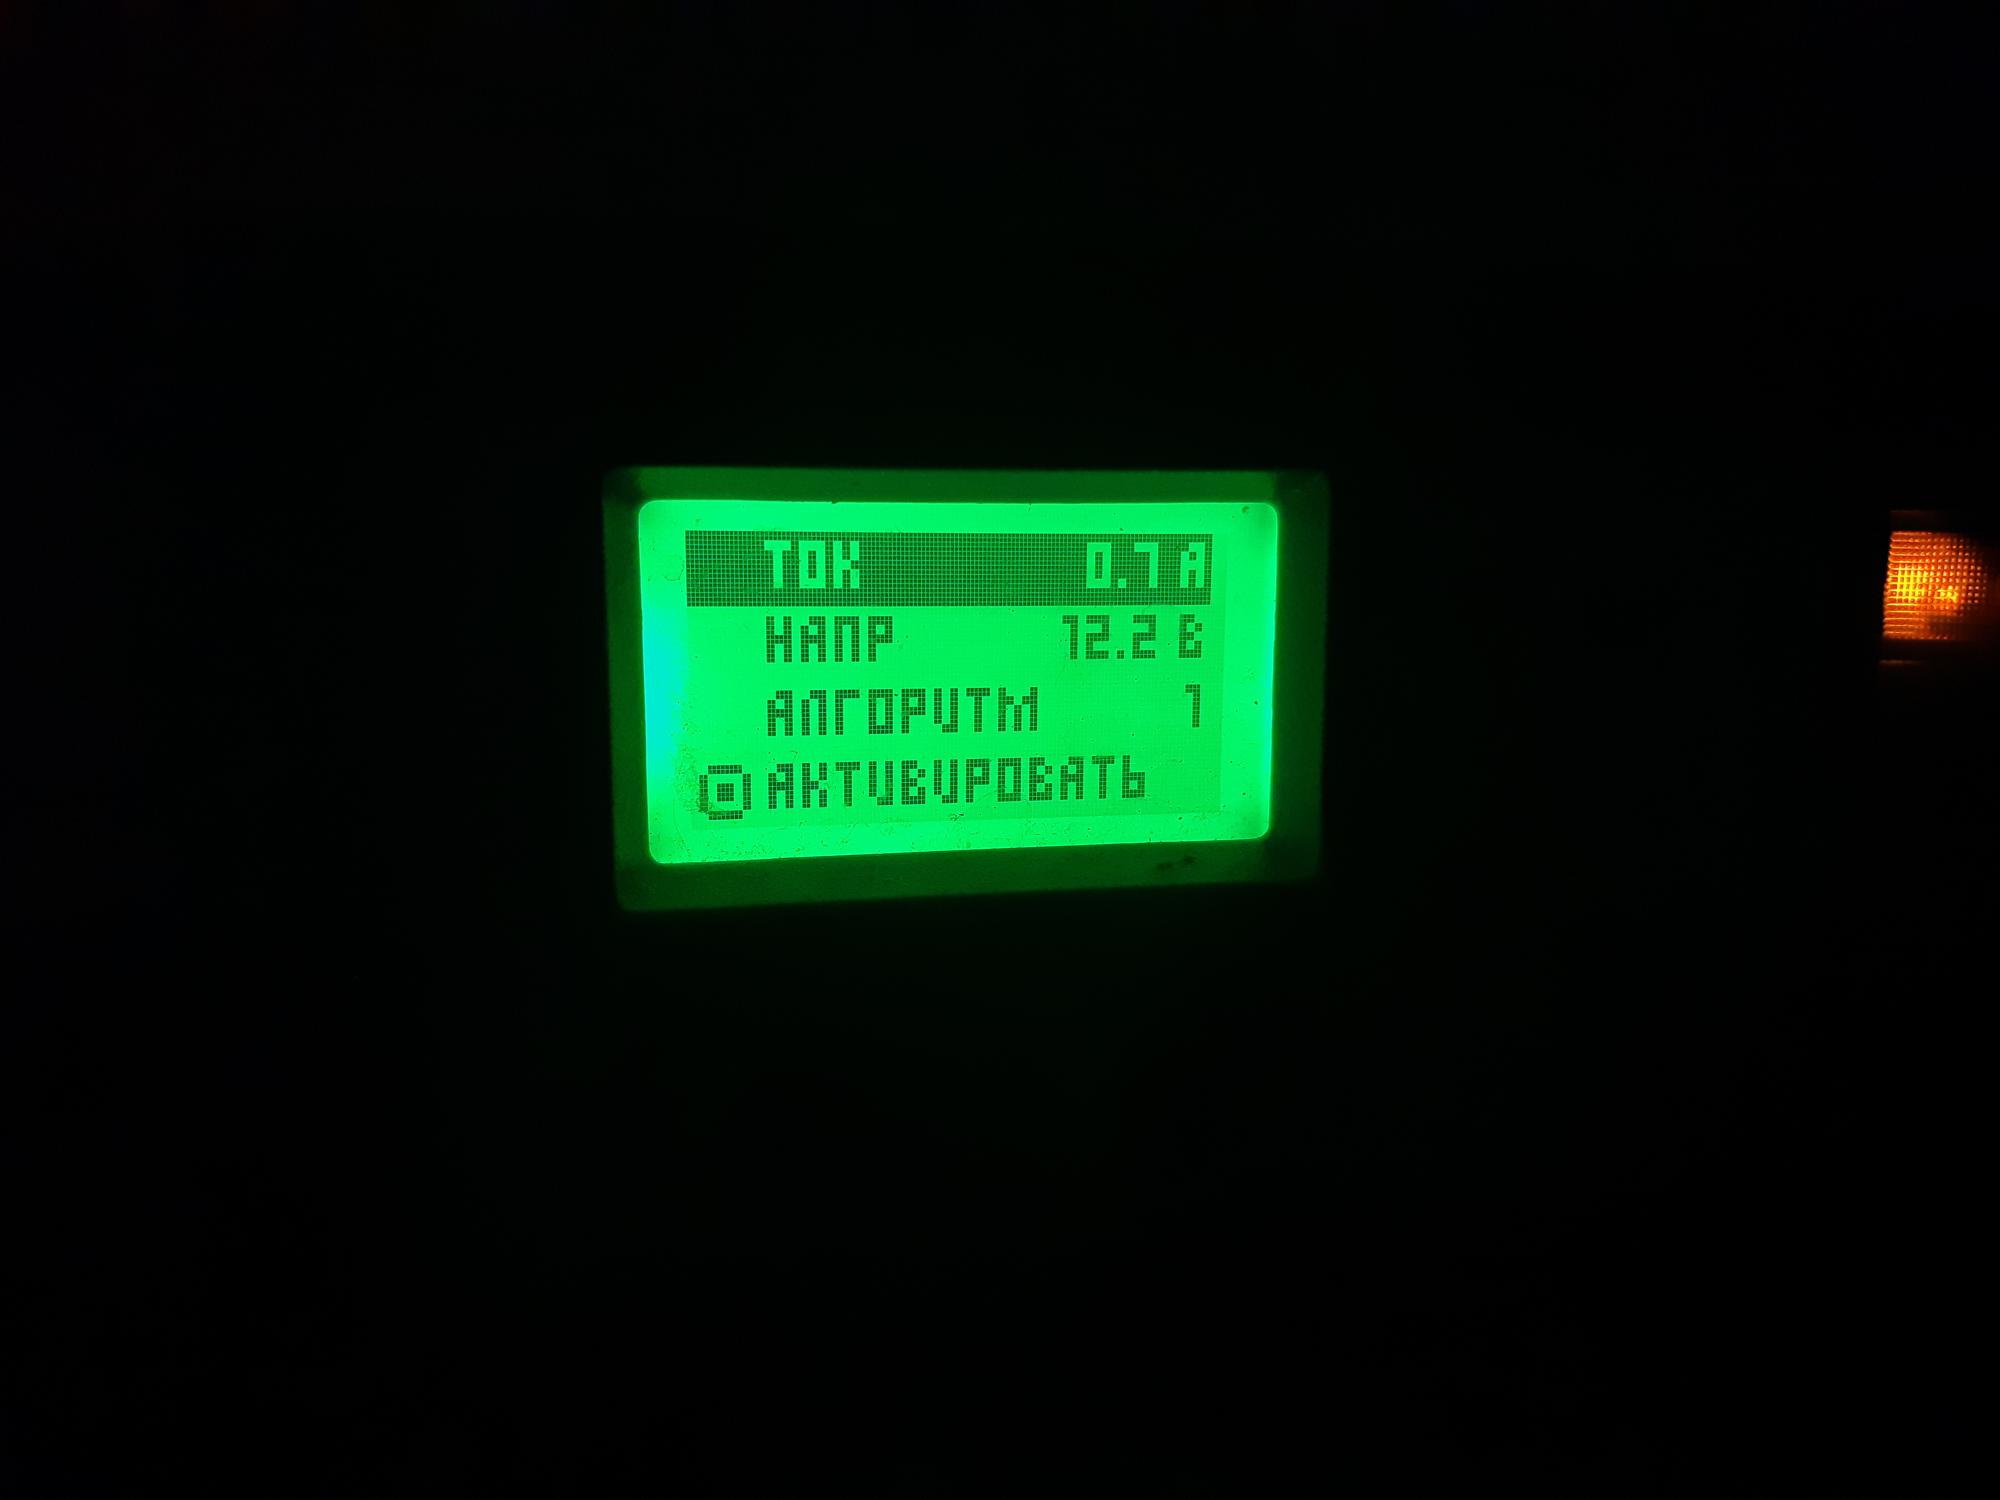 ТОК 0.7 А
НАПР 12.2 В
АЛГОРИТМ 1
АКТИВИРОВАТЬ